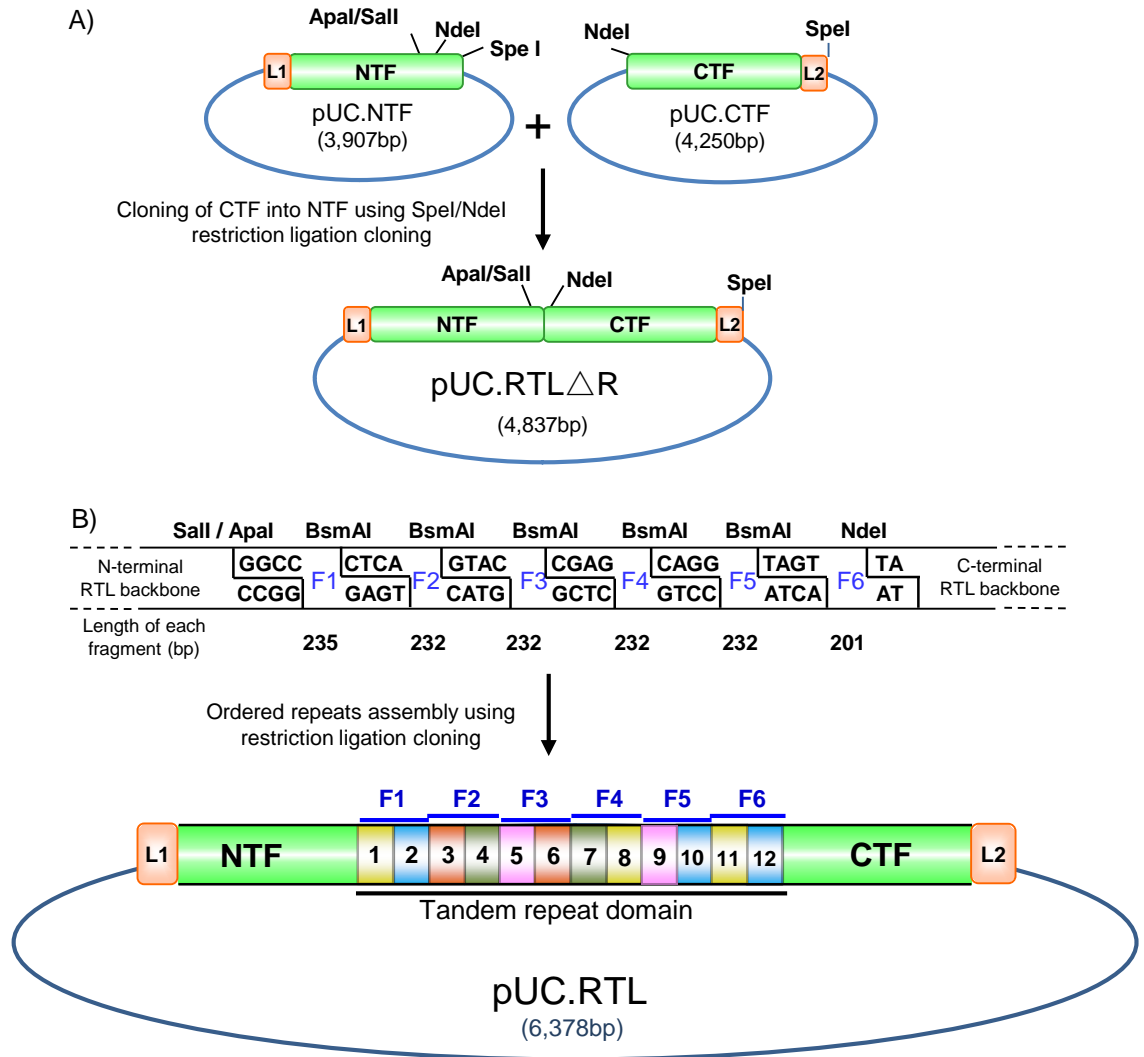 A)
ApaI/SalI
NdeI
Spe I
L1
NTF
pUC.NTF
(3,907bp)
+
NdeI
SpeI
CTF
L2
pUC.CTF
(4,250bp)
Cloning of CTF into NTF using SpeI/NdeI
restriction ligation cloning
ApaI/SalI
NdeI
SpeI
L1
NTF
CTF
L2
pUC.RTL△R
(4,837bp)
B)
SalI / ApaI BsmAI BsmAI BsmAI BsmAI BsmAI NdeI
N-terminal
RTL backbone
GGCC CTCA GTAC CGAG CAGG TAGT TA
F1 F2 F3 F4 F5 F6
CCGG GAGT CATG GCTC GTCC ATCA AT
C-terminal
RTL backbone
Length of each
fragment (bp)
235 232 232 232 232 201
Ordered repeats assembly using
restriction ligation cloning
F1 F2 F3 F4 F5 F6
L1 NTF 1 2 3 4 5 6 7 8 9 10 11 12 CTF L2
Tandem repeat domain
pUC.RTL
(6,378bp)